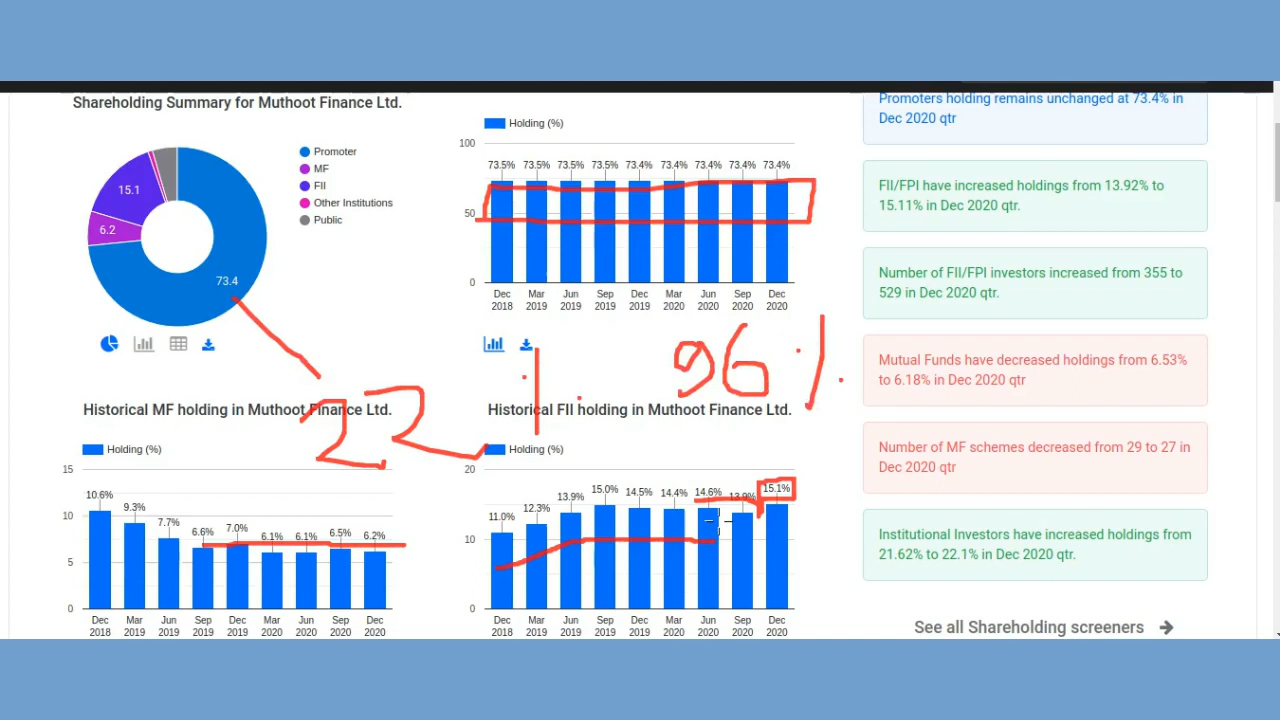 Shareholding Summary for Muthoot Finance Ltd.
Promoter
MF
FII
Other Institutions
Public
15.1
6.2
73.4
Holding (%)
100
50
0
73.5% 73.5% 73.5% 73.5% 73.4% 73.4% 73.4% 73.4% 73.4%
Dec Mar Jun Sep Dec Mar Jun Sep Dec
2018 2019 2019 2019 2019 2020 2020 2020 2020
22 %
96 %
Historical MF holding in Muthoot Finance Ltd.
Holding (%)
15
10
5
0
10.6% 9.3% 7.7% 6.6% 7.0% 6.1% 6.1% 6.5% 6.2%
Dec Mar Jun Sep Dec Mar Jun Sep Dec
2018 2019 2019 2019 2019 2020 2020 2020 2020
Historical FII holding in Muthoot Finance Ltd.
Holding (%)
20
10
0
11.0% 12.3% 13.9% 15.0% 14.5% 14.4% 14.6% 13.9% 15.1%
Dec Mar Jun Sep Dec Mar Jun Sep Dec
2018 2019 2019 2019 2019 2020 2020 2020 2020
Promoters holding remains unchanged at 73.4% in
Dec 2020 qtr
FII/FPI have increased holdings from 13.92% to
15.11% in Dec 2020 qtr.
Number of FII/FPI investors increased from 355 to
529 in Dec 2020 qtr.
Mutual Funds have decreased holdings from 6.53%
to 6.18% in Dec 2020 qtr
Number of MF schemes decreased from 29 to 27 in
Dec 2020 qtr
Institutional Investors have increased holdings from
21.62% to 22.1% in Dec 2020 qtr.
See all Shareholding screeners